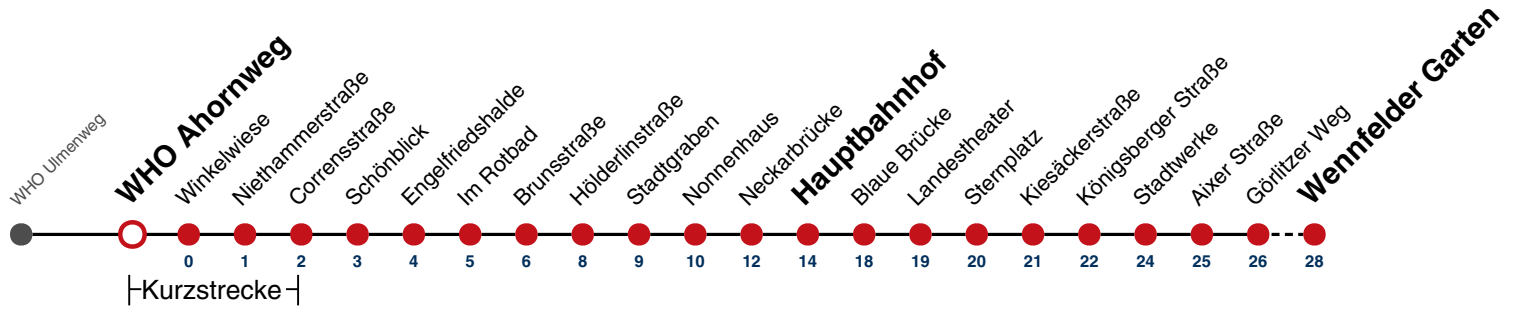 WHO Ulmenweg
WHO Ahornweg
Winkelwiese
Niethammerstraße
Corrensstraße
Schönblick
Engelfriedshalde
Im Rotbad
Brunsstraße
Hölderlinstraße
Stadtgraben
Nonnenhaus
Neckarbrücke
Hauptbahnhof
Blaue Brücke
Landestheater
Sternplatz
Kiesäckerstraße
Königsberger Straße
Stadtwerke
Aixer Straße
Görlitzer Weg
Wennfelder Garten
0 1 2 3 4 5 6 8 9 10 12 14 18 19 20 21 22 24 25 26 28
Kurzstrecke